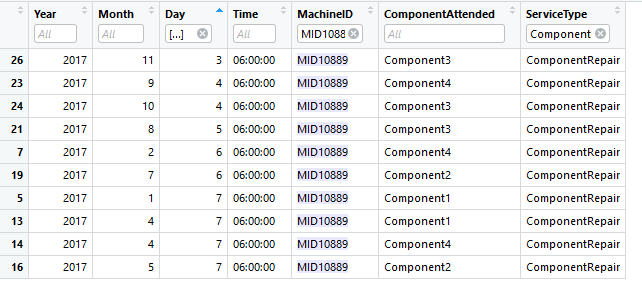 Year Month Day Time MachineID ComponentAttended ServiceType
All All [...] All MID1088 All Component
26 2017 11 3 06:00:00 MID10889 Component3 ComponentRepair
23 2017 9 4 06:00:00 MID10889 Component4 ComponentRepair
24 2017 10 4 06:00:00 MID10889 Component3 ComponentRepair
21 2017 8 5 06:00:00 MID10889 Component3 ComponentRepair
7 2017 2 6 06:00:00 MID10889 Component4 ComponentRepair
19 2017 7 6 06:00:00 MID10889 Component2 ComponentRepair
5 2017 1 7 06:00:00 MID10889 Component1 ComponentRepair
13 2017 4 7 06:00:00 MID10889 Component1 ComponentRepair
14 2017 4 7 06:00:00 MID10889 Component4 ComponentRepair
16 2017 5 7 06:00:00 MID10889 Component2 ComponentRepair